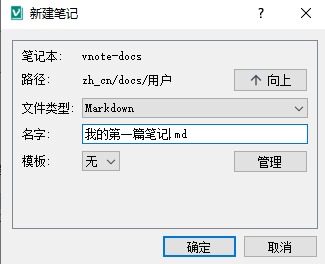 新建笔记
笔记本: vnote-docs
路径: zh_cn/docs/用户 向上
文件类型: Markdown
名字: 我的第一篇笔记.md
模板: 无 管理
确定 取消